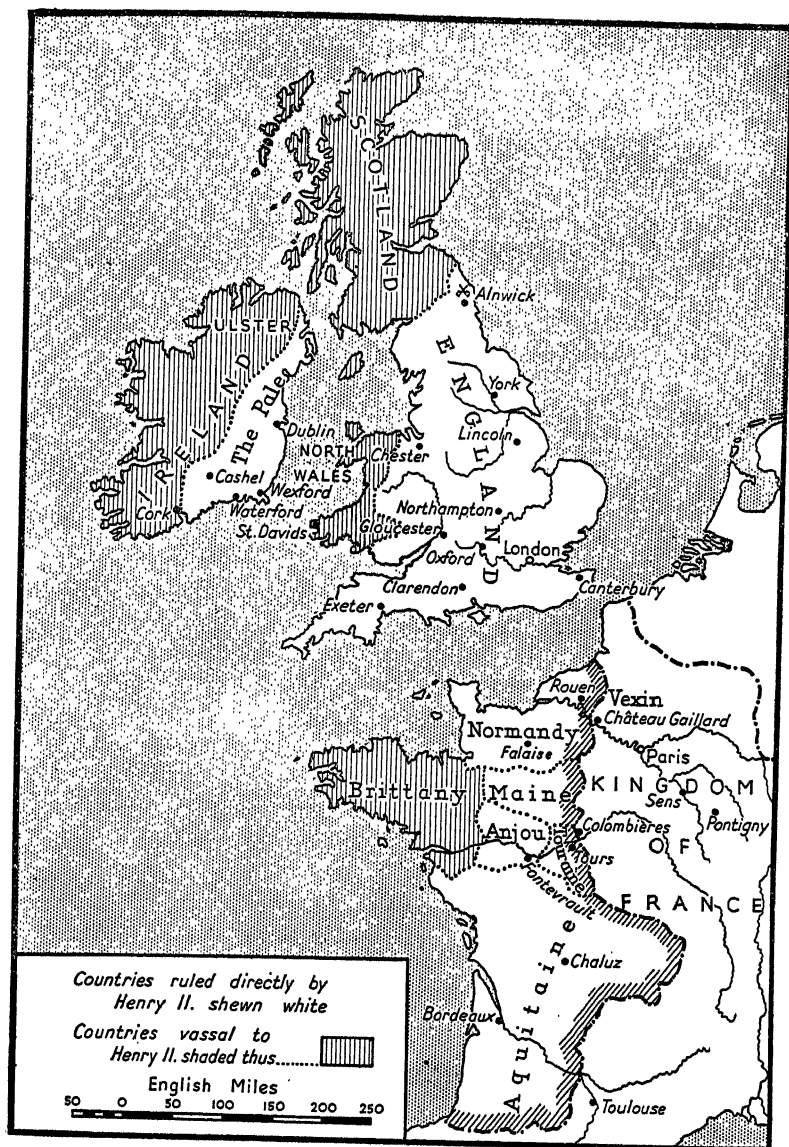 SCOTLAND
Alnwick
ULSTER
IRELAND
The Pale
ENGLAND
York
Lincoln
Dublin
NORTH
WALES
Chester
Cashel
Wexford
Waterford
Cork
St. Davids
Northampton
Gloucester
Oxford
London
Clarendon
Canterbury
Exeter
Rouen
Vexin
Château Gaillard
Normandy
Falaise
Paris
Brittany
Maine
KINGDOM
Sens
Pontigny
Anjou
Touraine
Colombières
Tours
OF
Fontevrault
FRANCE
Aquitaine
Chaluz
Bordeaux
Toulouse
Countries ruled directly by
Henry II. shewn white
Countries vassal to
Henry II. shaded thus..........
English Miles
50 0 50 100 150 200 250